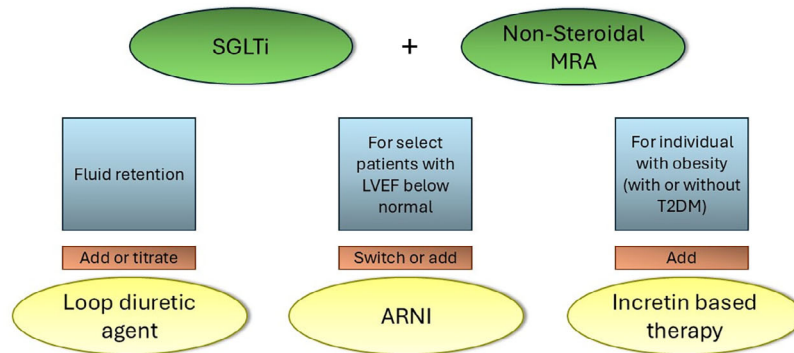 SGLTi
+
Non-Steroidal
MRA
Fluid retention
For select
patients with
LVEF below
normal
For individual
with obesity
(with or without
T2DM)
Add or titrate
Switch or add
Add
Loop diuretic
agent
ARNI
Incretin based
therapy